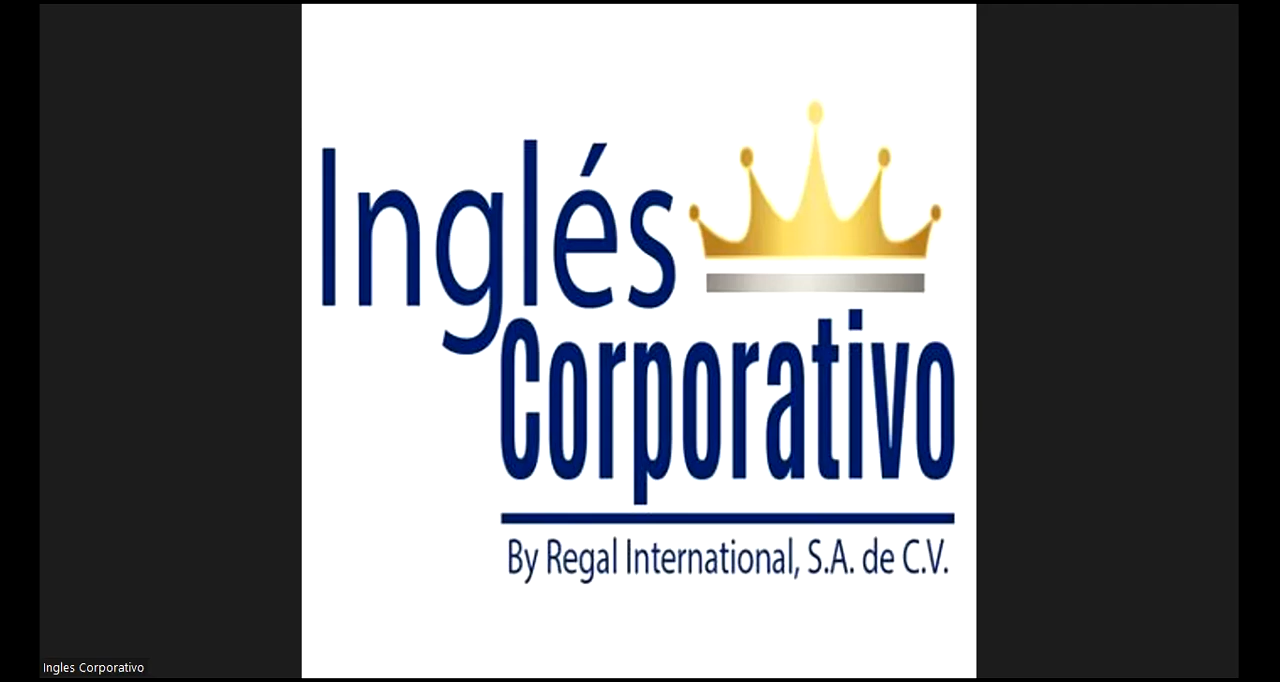 Inglés
Corporativo
By Regal International, S.A. de C.V.
Ingles Corporativo